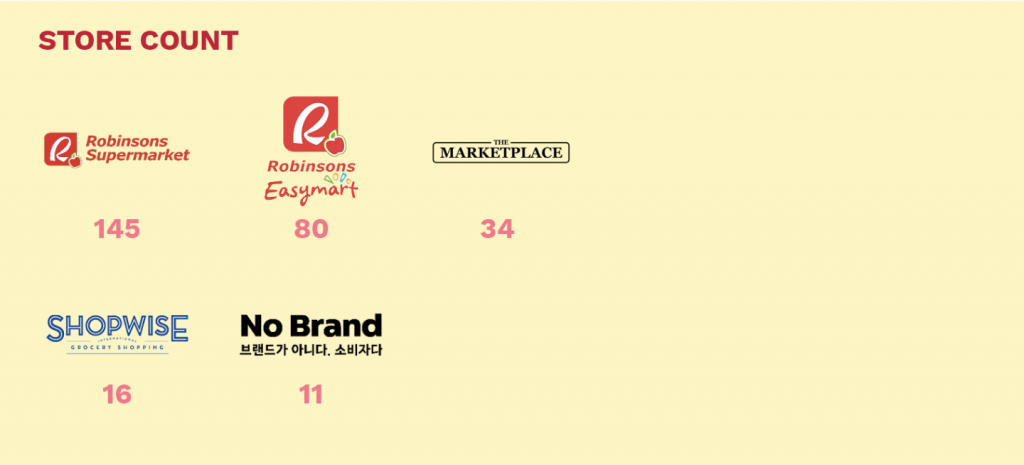 STORE COUNT
R Robinsons
Supermarket
R
Robinsons
Easymart
THE
MARKETPLACE
145
80
34
SHOPWISE
INTERNATIONAL
GROCERY SHOPPING
No Brand
브랜드가 아니다. 소비자다
16
11